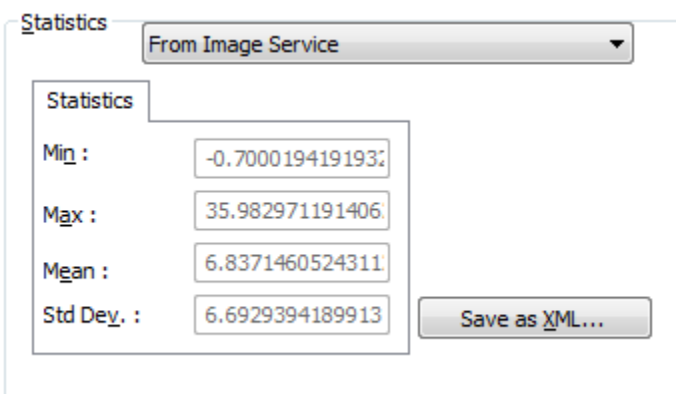 Statistics
From Image Service
Statistics
Min :
-0.7000194191932
Max :
35.982971191406
Mean :
6.8371460524311
Std Dev. :
6.6929394189913
Save as XML...